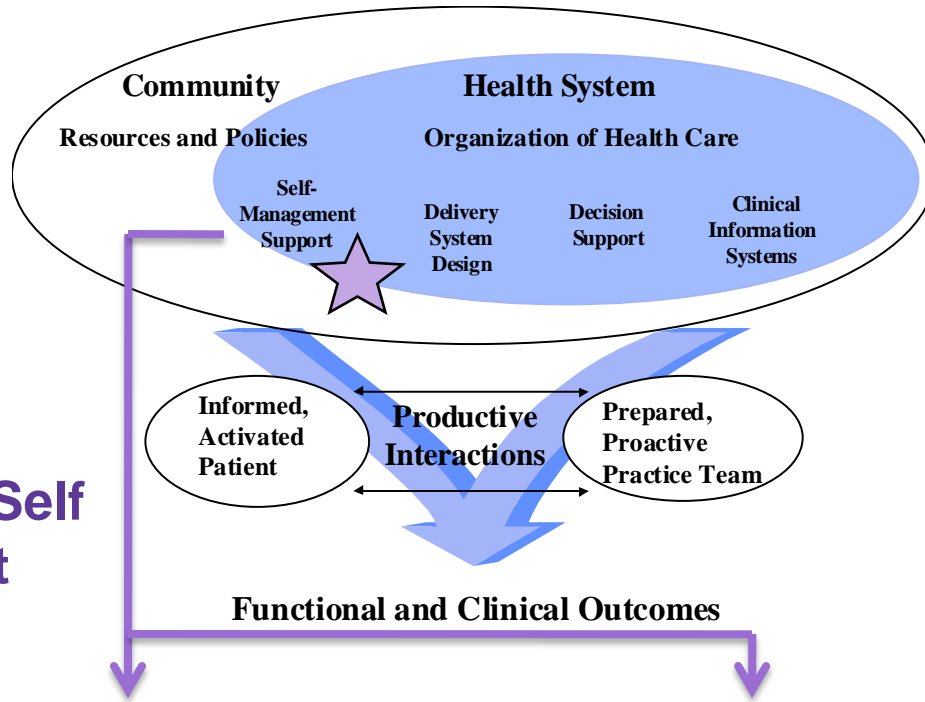 Community
Health System
Resources and Policies
Organization of Health Care
Self-
Management
Support
Delivery
System
Design
Decision
Support
Clinical
Information
Systems
Informed,
Activated
Patient
Productive
Interactions
Prepared,
Proactive
Practice Team
Self
t
Functional and Clinical Outcomes